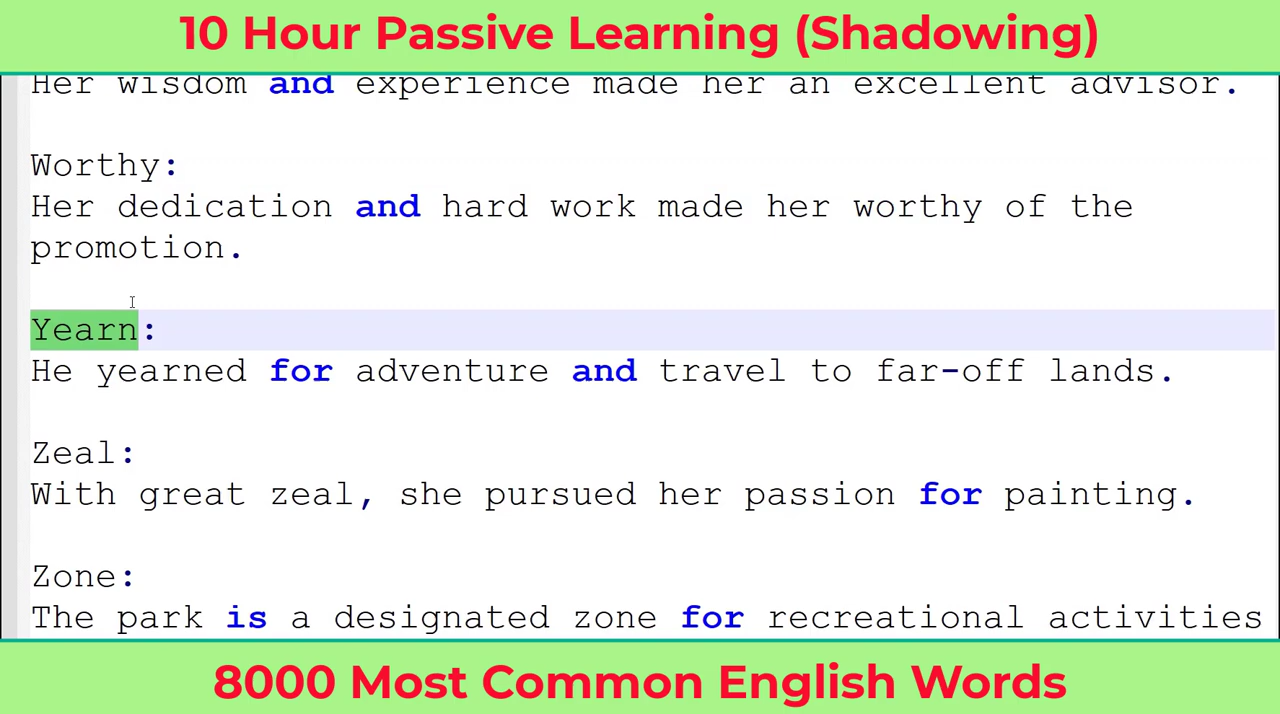 10 Hour Passive Learning (Shadowing)
Her wisdom and experience made her an excellent advisor.
Worthy:
Her dedication and hard work made her worthy of the
promotion.
Yearn:
He yearned for adventure and travel to far-off lands.
Zeal:
With great zeal, she pursued her passion for painting.
Zone:
The park is a designated zone for recreational activities
8000 Most Common English Words